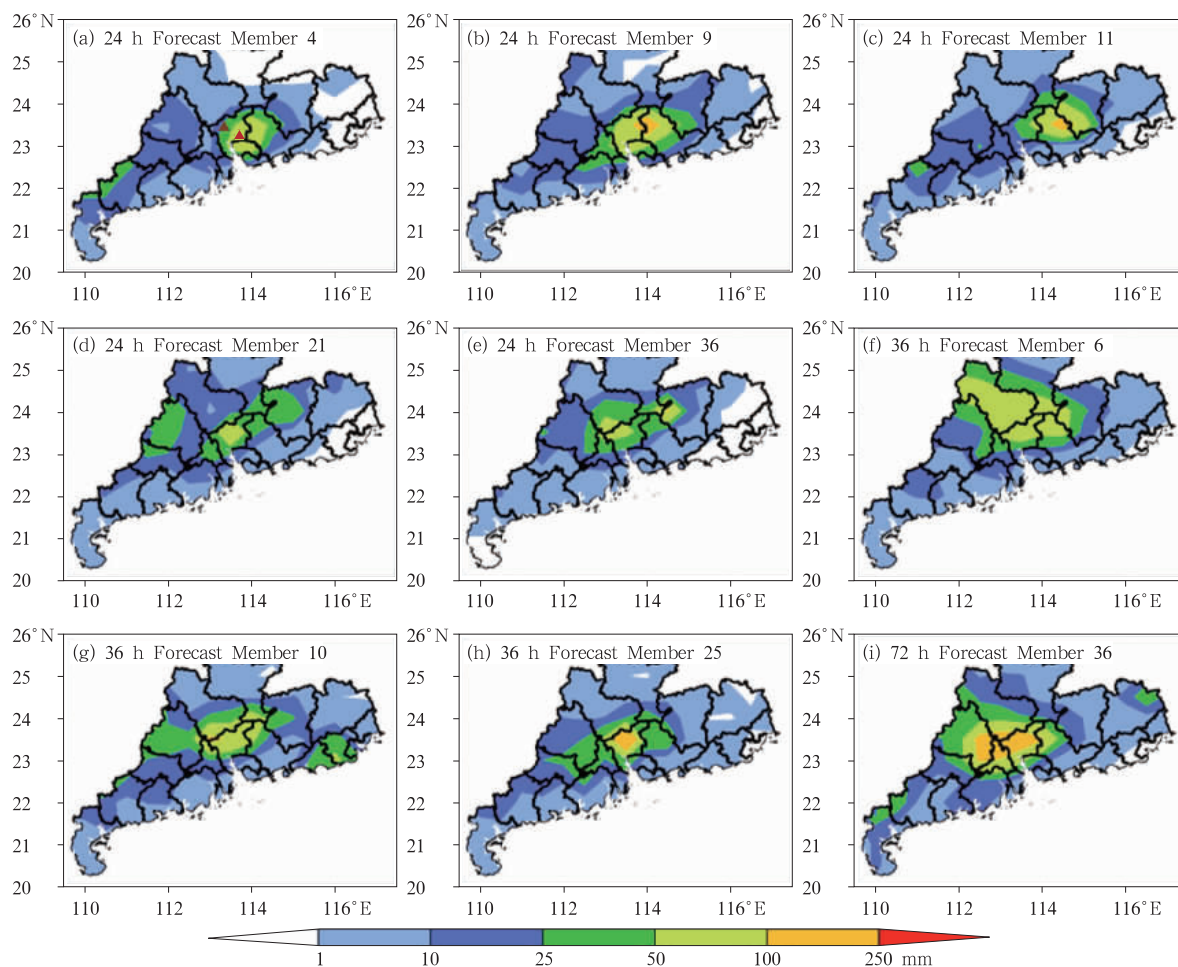 26°N 26°N 26°N
(a) 24 h Forecast Member 4 (b) 24 h Forecast Member 9 (c) 24 h Forecast Member 11
25 25 25
24 24 24
23 23 23
22 22 22
21 21 21
20 20 20
110 112 114 116°E 110 112 114 116°E 110 112 114 116°E
26°N 26°N 26°N
(d) 24 h Forecast Member 21 (e) 24 h Forecast Member 36 (f) 36 h Forecast Member 6
25 25 25
24 24 24
23 23 23
22 22 22
21 21 21
20 20 20
110 112 114 116°E 110 112 114 116°E 110 112 114 116°E
26°N 26°N 26°N
(g) 36 h Forecast Member 10 (h) 36 h Forecast Member 25 (i) 72 h Forecast Member 36
25 25 25
24 24 24
23 23 23
22 22 22
21 21 21
20 20 20
110 112 114 116°E 110 112 114 116°E 110 112 114 116°E
1 10 25 50 100 250 mm